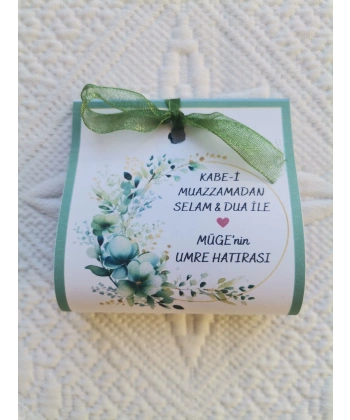 KABE-İ
MUAZZAMADAN
SELAM & DUA İLE
MÜGE'nin
UMRE HATIRASI